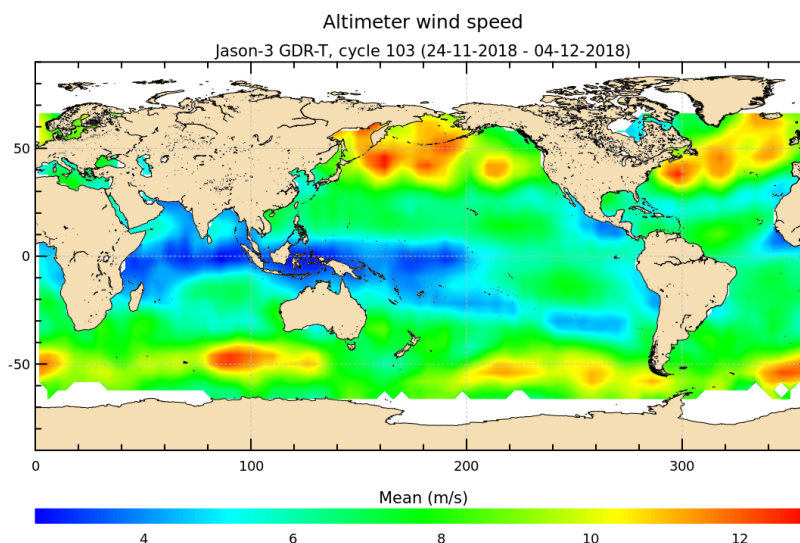 Altimeter wind speed
Jason-3 GDR-T, cycle 103 (24-11-2018 - 04-12-2018)
50
0
-50
0 100 200 300
Mean (m/s)
4 6 8 10 12